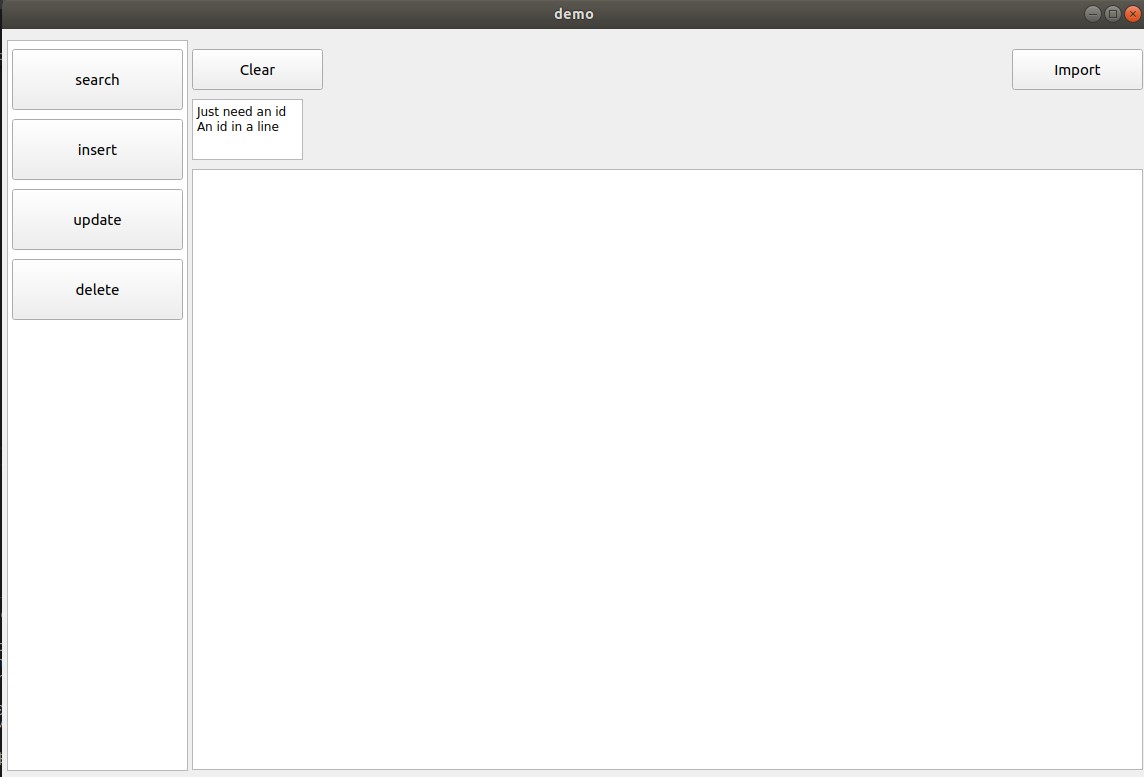 demo
search
insert
update
delete
Clear
Import
Just need an id
An id in a line